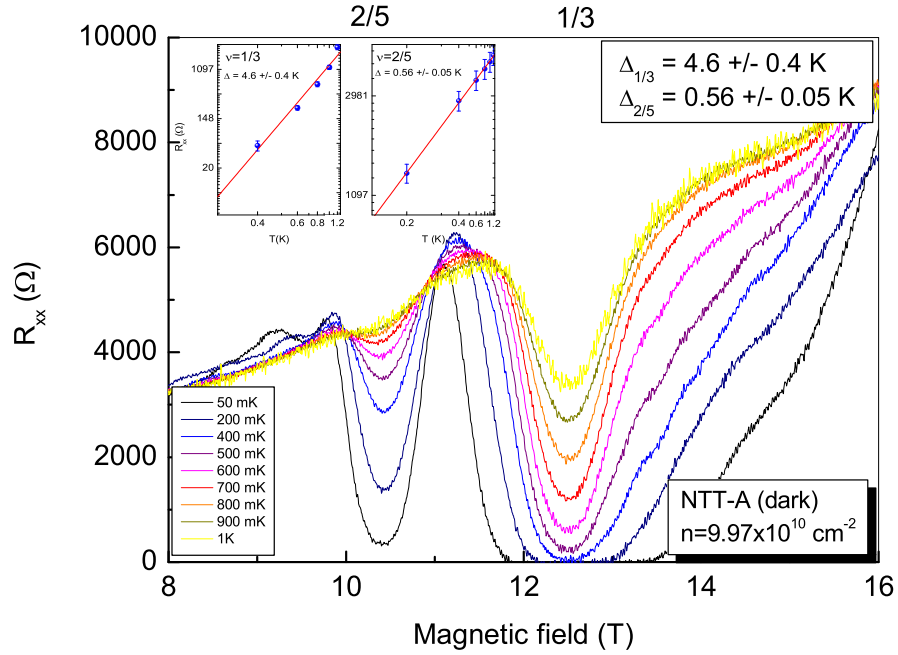 2/5
1/3
10000
8000
6000
4000
2000
0
8
10
12
14
16
R_xx (Ω)
Magnetic field (T)
ν=1/3
Δ = 4.6 +/- 0.4 K
1097
148
20
R_xx (Ω)
0.4
0.6
0.8
1.2
T(K)
ν=2/5
Δ = 0.56 +/- 0.05 K
2981
1097
0.2
0.4
0.6
0.8
1.2
T (K)
Δ_1/3 = 4.6 +/- 0.4 K
Δ_2/5 = 0.56 +/- 0.05 K
50 mK
200 mK
400 mK
500 mK
600 mK
700 mK
800 mK
900 mK
1K
NTT-A (dark)
n=9.97x10^10 cm^-2